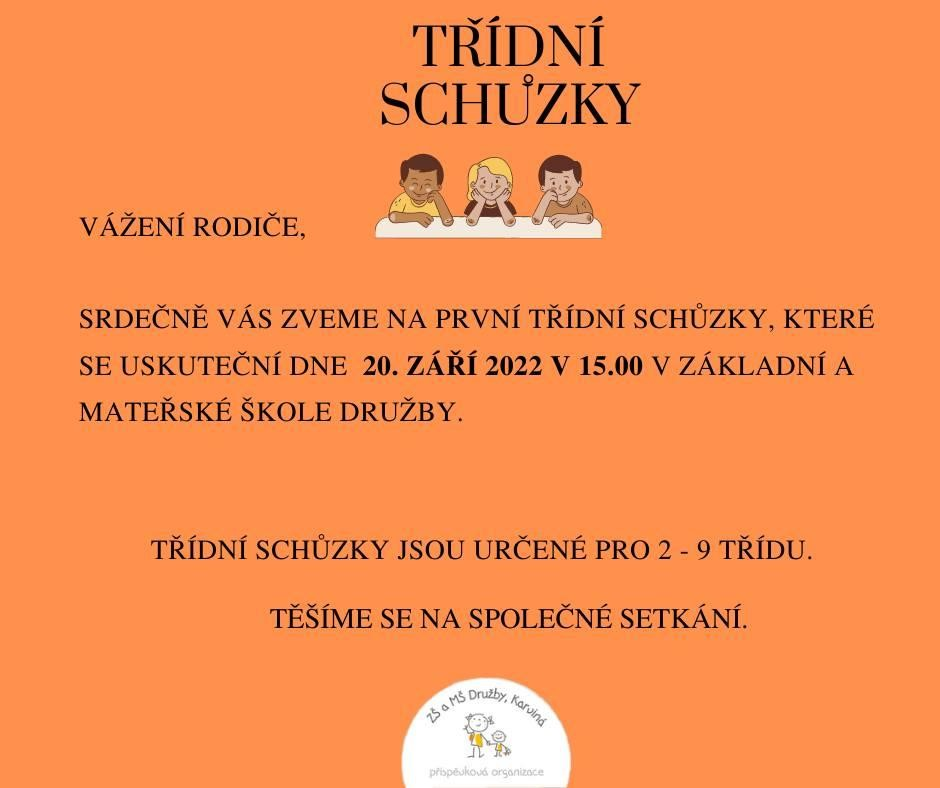 TŘÍDNÍ
SCHŮZKY
VÁŽENÍ RODIČE,
SRDEČNĚ VÁS ZVEME NA PRVNÍ TŘÍDNÍ SCHŮZKY, KTERÉ
SE USKUTEČNÍ DNE 20. ZÁŘÍ 2022 V 15.00 V ZÁKLADNÍ A
MATEŘSKÉ ŠKOLE DRUŽBY.
TŘÍDNÍ SCHŮZKY JSOU URČENÉ PRO 2 - 9 TŘÍDU.
TĚŠÍME SE NA SPOLEČNÉ SETKÁNÍ.
ZŠ a MŠ Družby, Karviná
příspěvková organizace